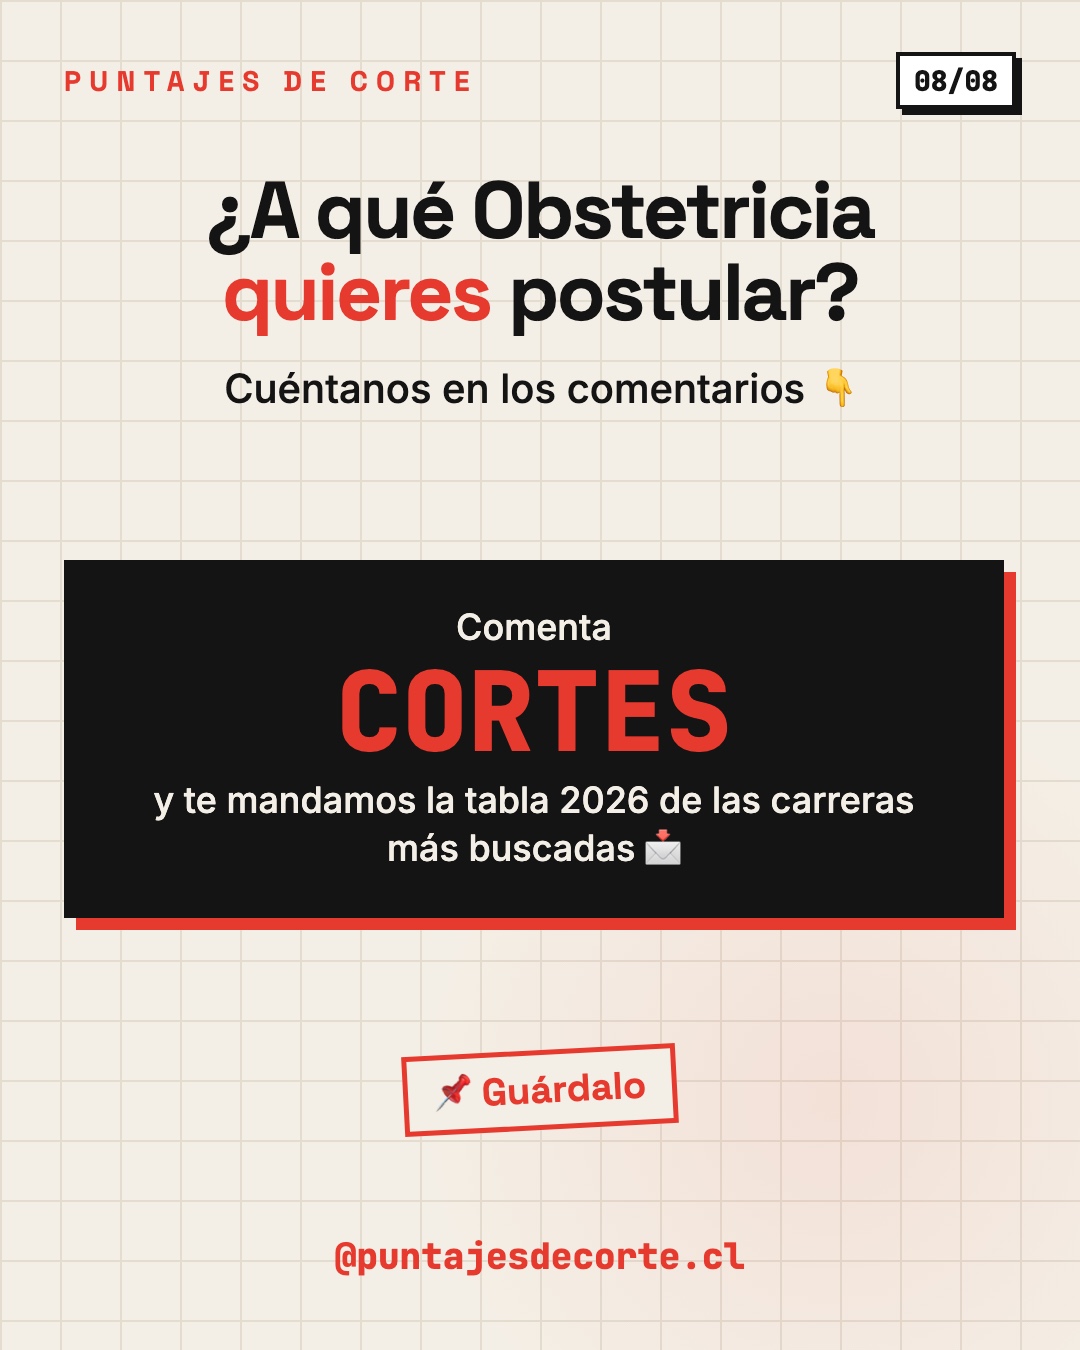 PUNTAJES DE CORTE
08/08
¿A qué Obstetricia
quieres postular?
Cuéntanos en los comentarios 👇
Comenta
CORTES
y te mandamos la tabla 2026 de las carreras
más buscadas 📩
📌 Guárdalo
@puntajesdecorte.cl